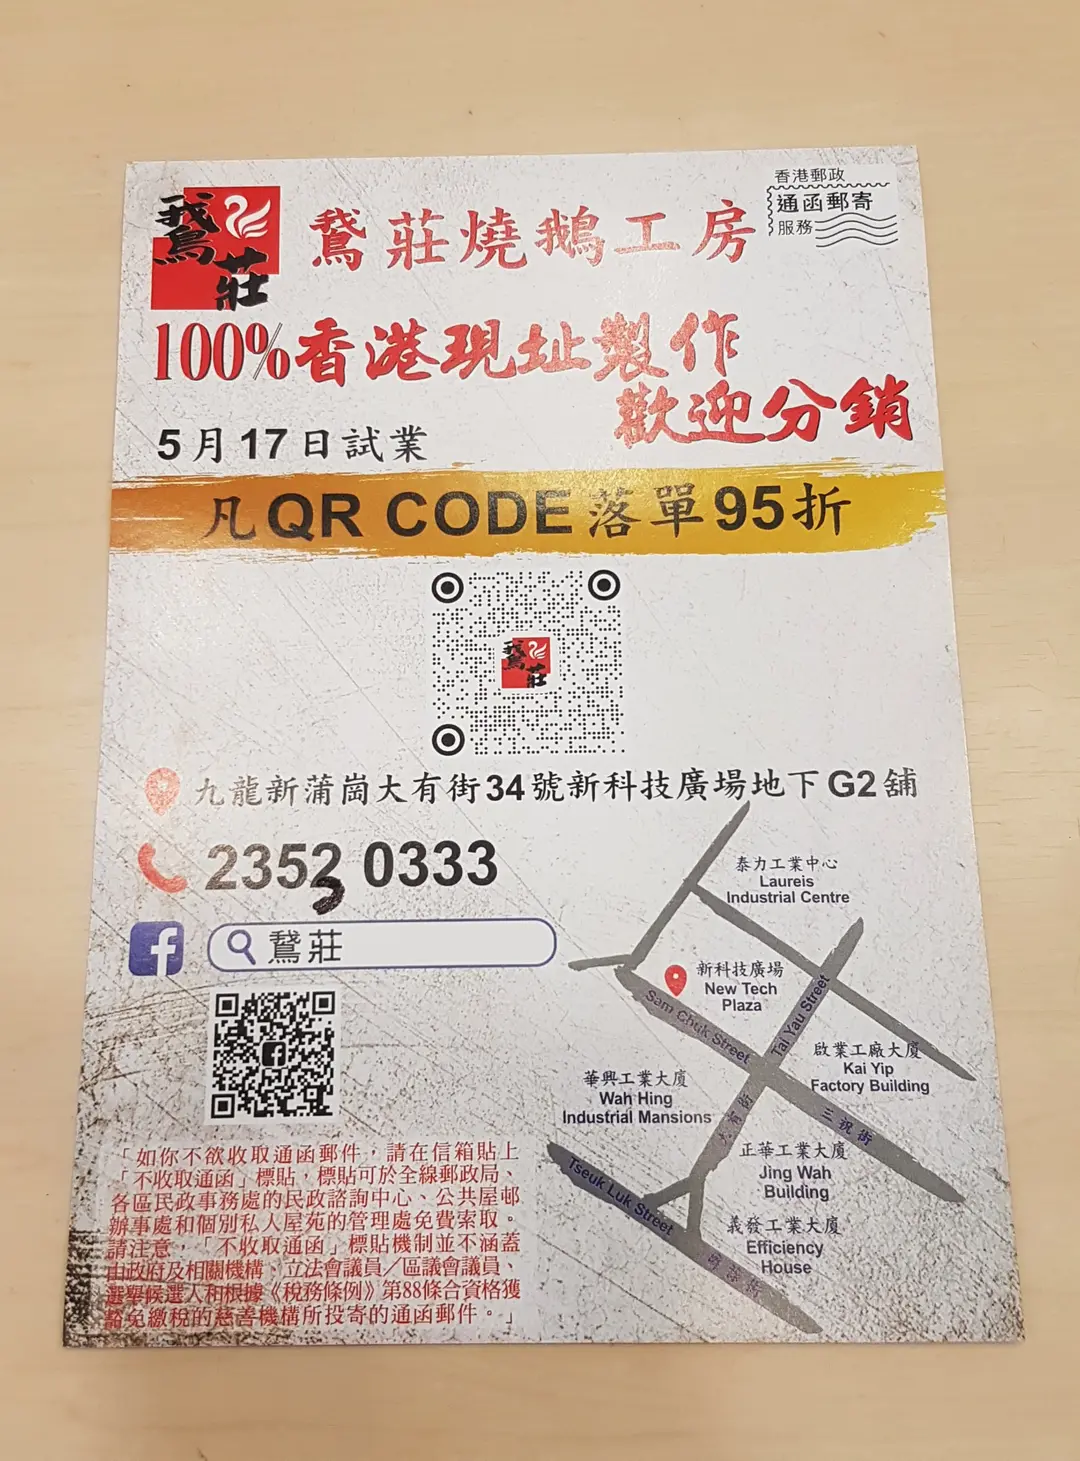 鵞莊
鵞莊燒鵝工房
香港郵政
通函郵寄
服務
100%香港現址製作
歡迎分銷
5月17日試業
凡QR CODE落單95折
鵞莊
九龍新蒲崗大有街34號新科技廣場地下G2舖
2353 0333
3
鵞莊
泰力工業中心
Laureis
Industrial Centre
新科技廣場
New Tech
Plaza
Sam Chuk Street
Tai Yau Street
啟業工廠大廈
Kai Yip
Factory Building
華興工業大廈
Wah Hing
Industrial Mansions
大有街
三祝街
正華工業大廈
Jing Wah
Building
Tseuk Luk Street
義發工業大廈
Efficiency
House
「如你不欲收取通函郵件，請在信箱貼上
「不收取通函」標貼，標貼可於全線郵政局、
各區民政事務處的民政諮詢中心、公共屋邨
辦事處和個別私人屋苑的管理處免費索取。
請注意，「不收取通函」標貼機制並不涵蓋
由政府及相關機構、立法會議員／區議會議員、
選舉候選人和根據《稅務條例》第88條合資格獲
豁免繳稅的慈善機構所投寄的通函郵件。」